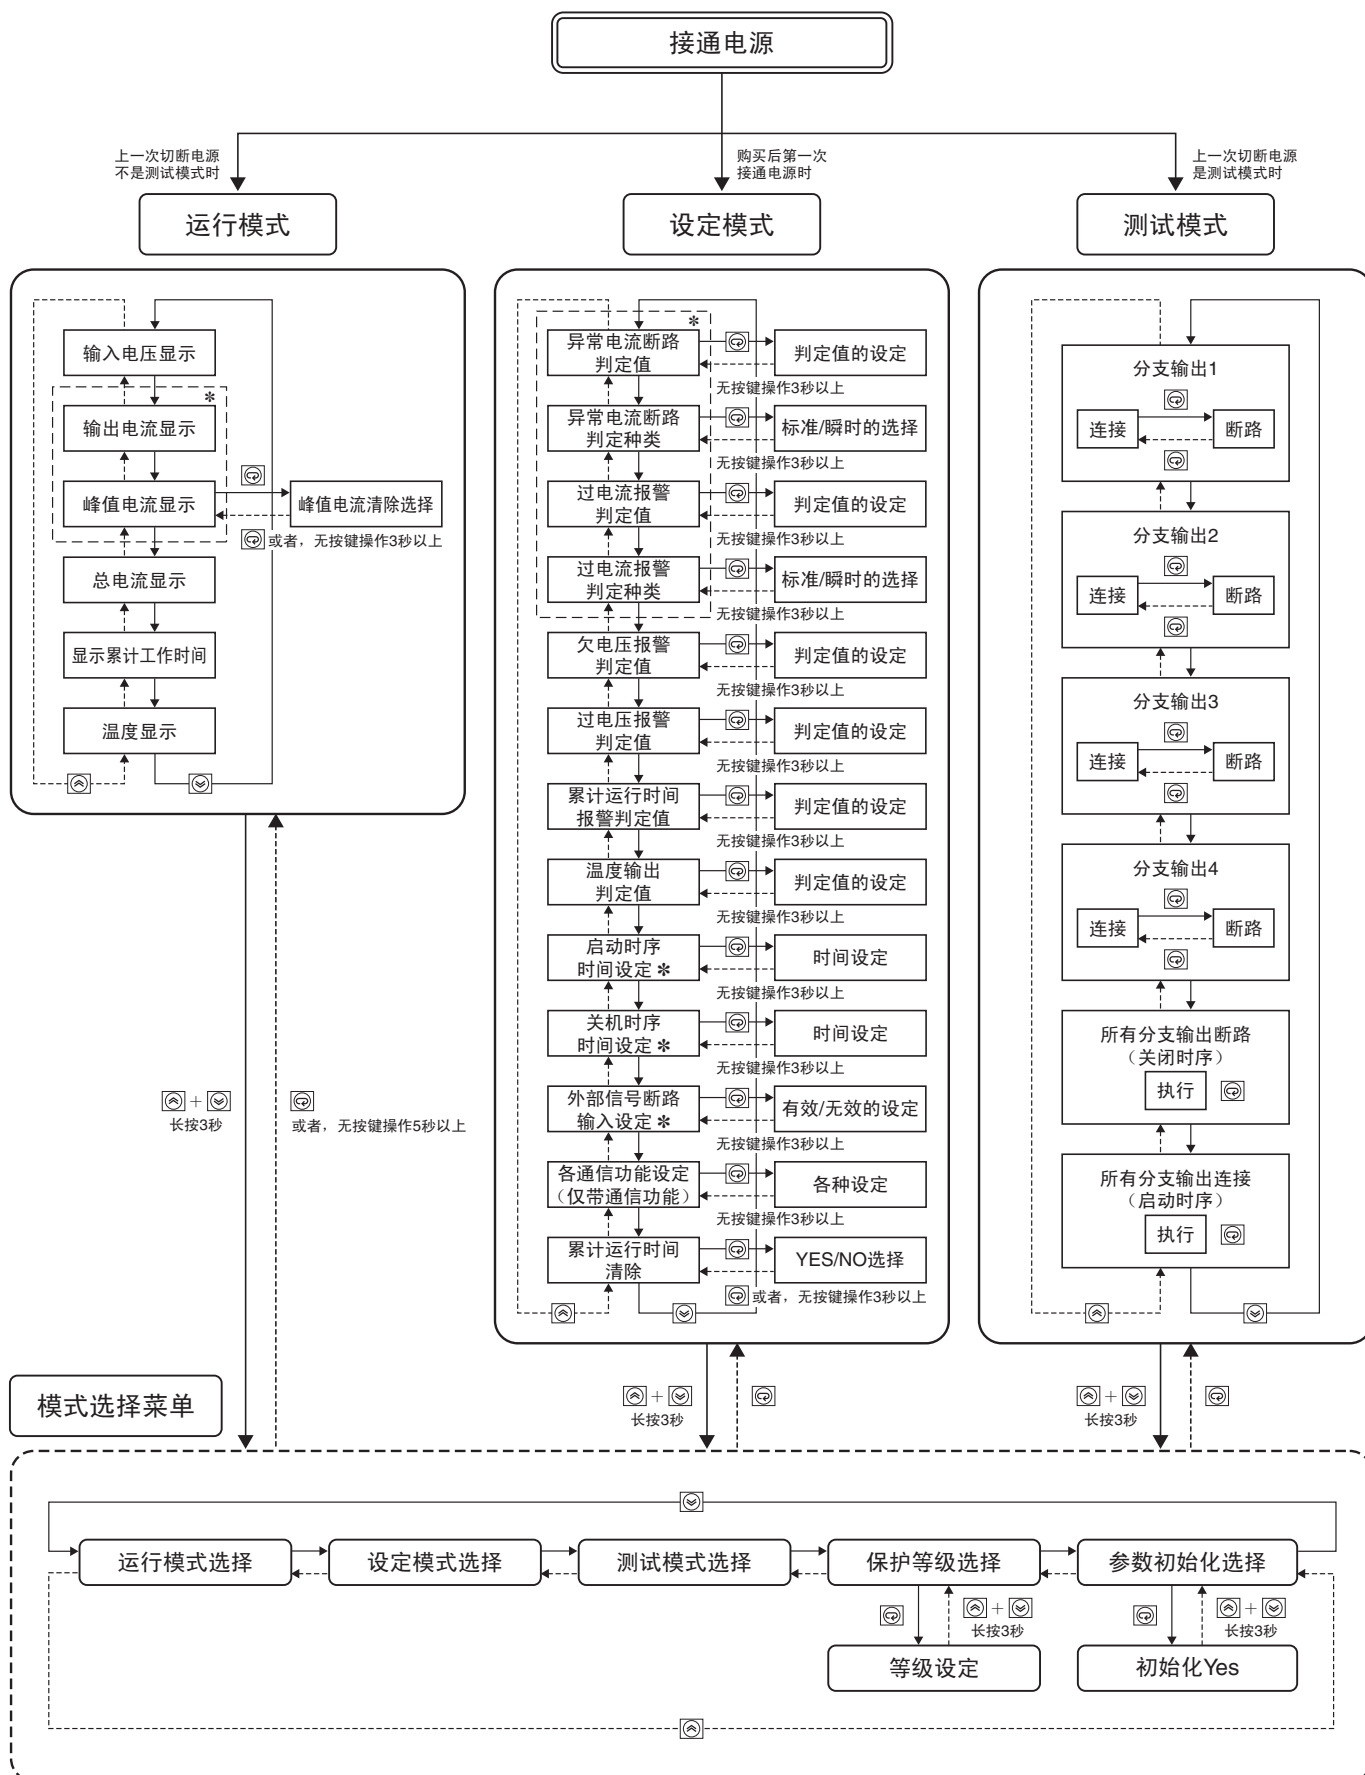 接通电源
上一次切断电源
不是测试模式时
购买后第一次
接通电源时
上一次切断电源
是测试模式时
运行模式
设定模式
测试模式
输入电压显示
*
输出电流显示
峰值电流显示
峰值电流清除选择
或者，无按键操作3秒以上
总电流显示
显示累计工作时间
温度显示
*
异常电流断路
判定值
判定值的设定
无按键操作3秒以上
异常电流断路
判定种类
标准/瞬时的选择
无按键操作3秒以上
过电流报警
判定值
判定值的设定
无按键操作3秒以上
过电流报警
判定种类
标准/瞬时的选择
无按键操作3秒以上
欠电压报警
判定值
判定值的设定
无按键操作3秒以上
过电压报警
判定值
判定值的设定
无按键操作3秒以上
累计运行时间
报警判定值
判定值的设定
无按键操作3秒以上
温度输出
判定值
判定值的设定
无按键操作3秒以上
启动时序
时间设定*
时间设定
无按键操作3秒以上
关机时序
时间设定*
时间设定
无按键操作3秒以上
外部信号断路
输入设定*
有效/无效的设定
无按键操作3秒以上
各通信功能设定
（仅带通信功能）
各种设定
无按键操作3秒以上
累计运行时间
清除
YES/NO选择
或者，无按键操作3秒以上
分支输出1
连接
断路
分支输出2
连接
断路
分支输出3
连接
断路
分支输出4
连接
断路
所有分支输出断路
（关闭时序）
执行
所有分支输出连接
（启动时序）
执行
+
长按3秒
或者，无按键操作5秒以上
+
长按3秒
+
长按3秒
模式选择菜单
运行模式选择
设定模式选择
测试模式选择
保护等级选择
参数初始化选择
+
长按3秒
+
长按3秒
等级设定
初始化Yes